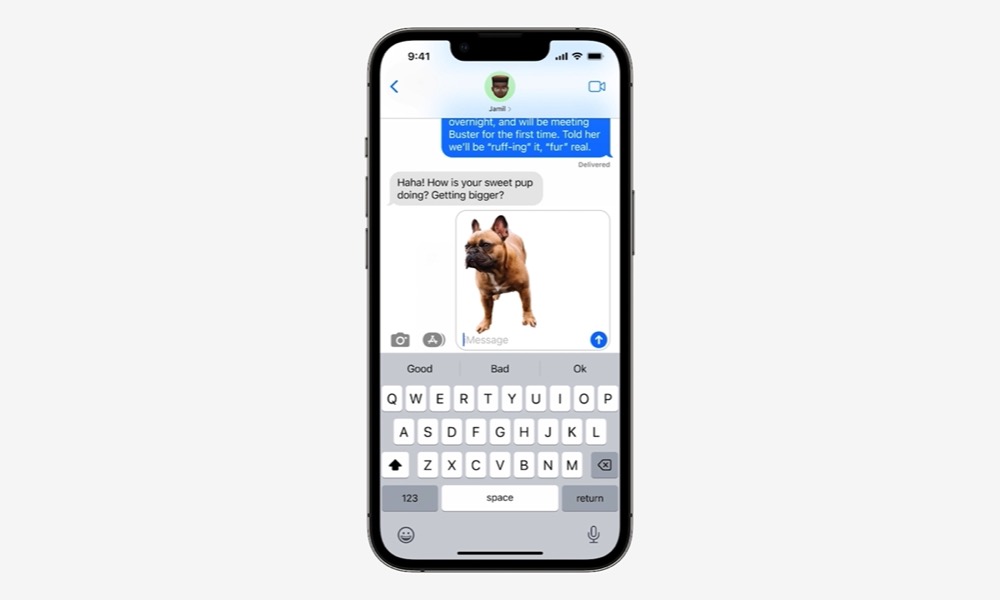 9:41
Jamil
overnight, and will be meeting
Buster for the first time. Told her
we'll be "ruff-ing" it, "fur" real.
Delivered
Haha! How is your sweet pup
doing? Getting bigger?
Message
Good Bad Ok
Q W E R T Y U I O P
A S D F G H J K L
Z X C V B N M
123 space return